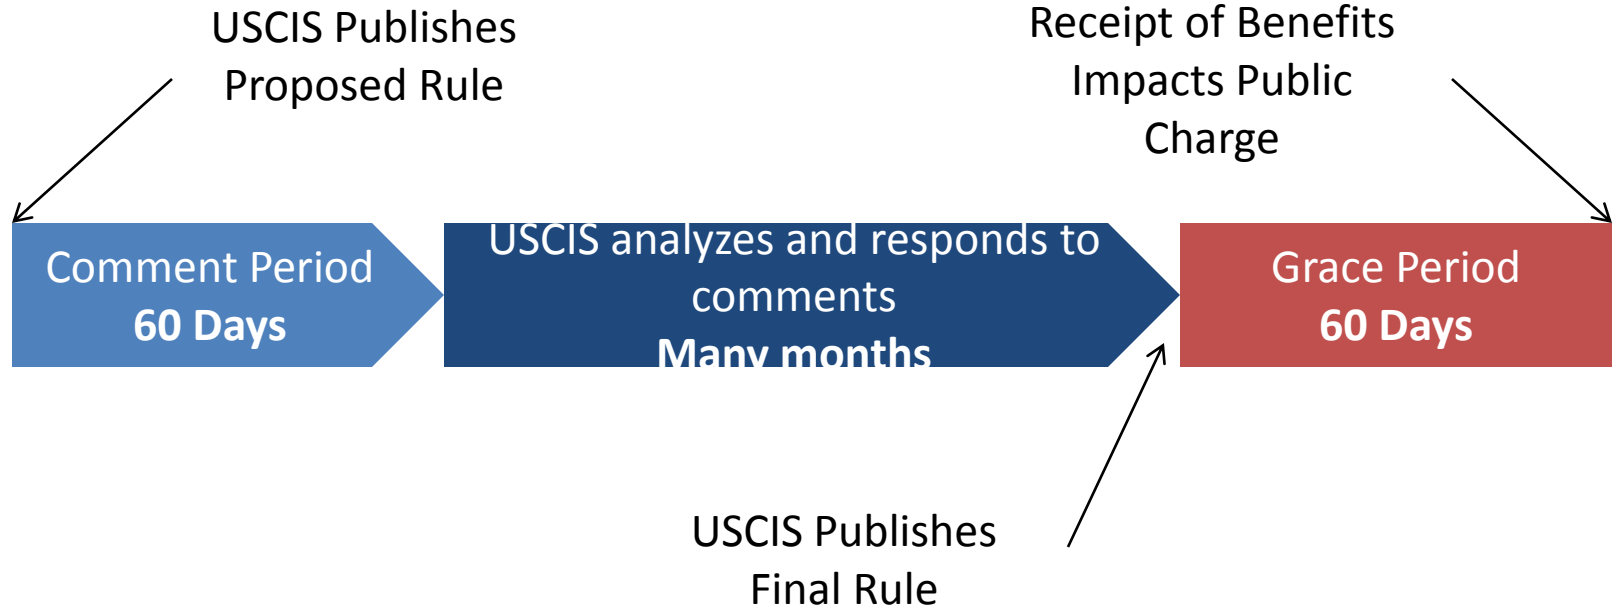 USCIS Publishes
Proposed Rule
Receipt of Benefits
Impacts Public
Charge
Comment Period
60 Days
USCIS analyzes and responds to
comments
Many months
Grace Period
60 Days
USCIS Publishes
Final Rule